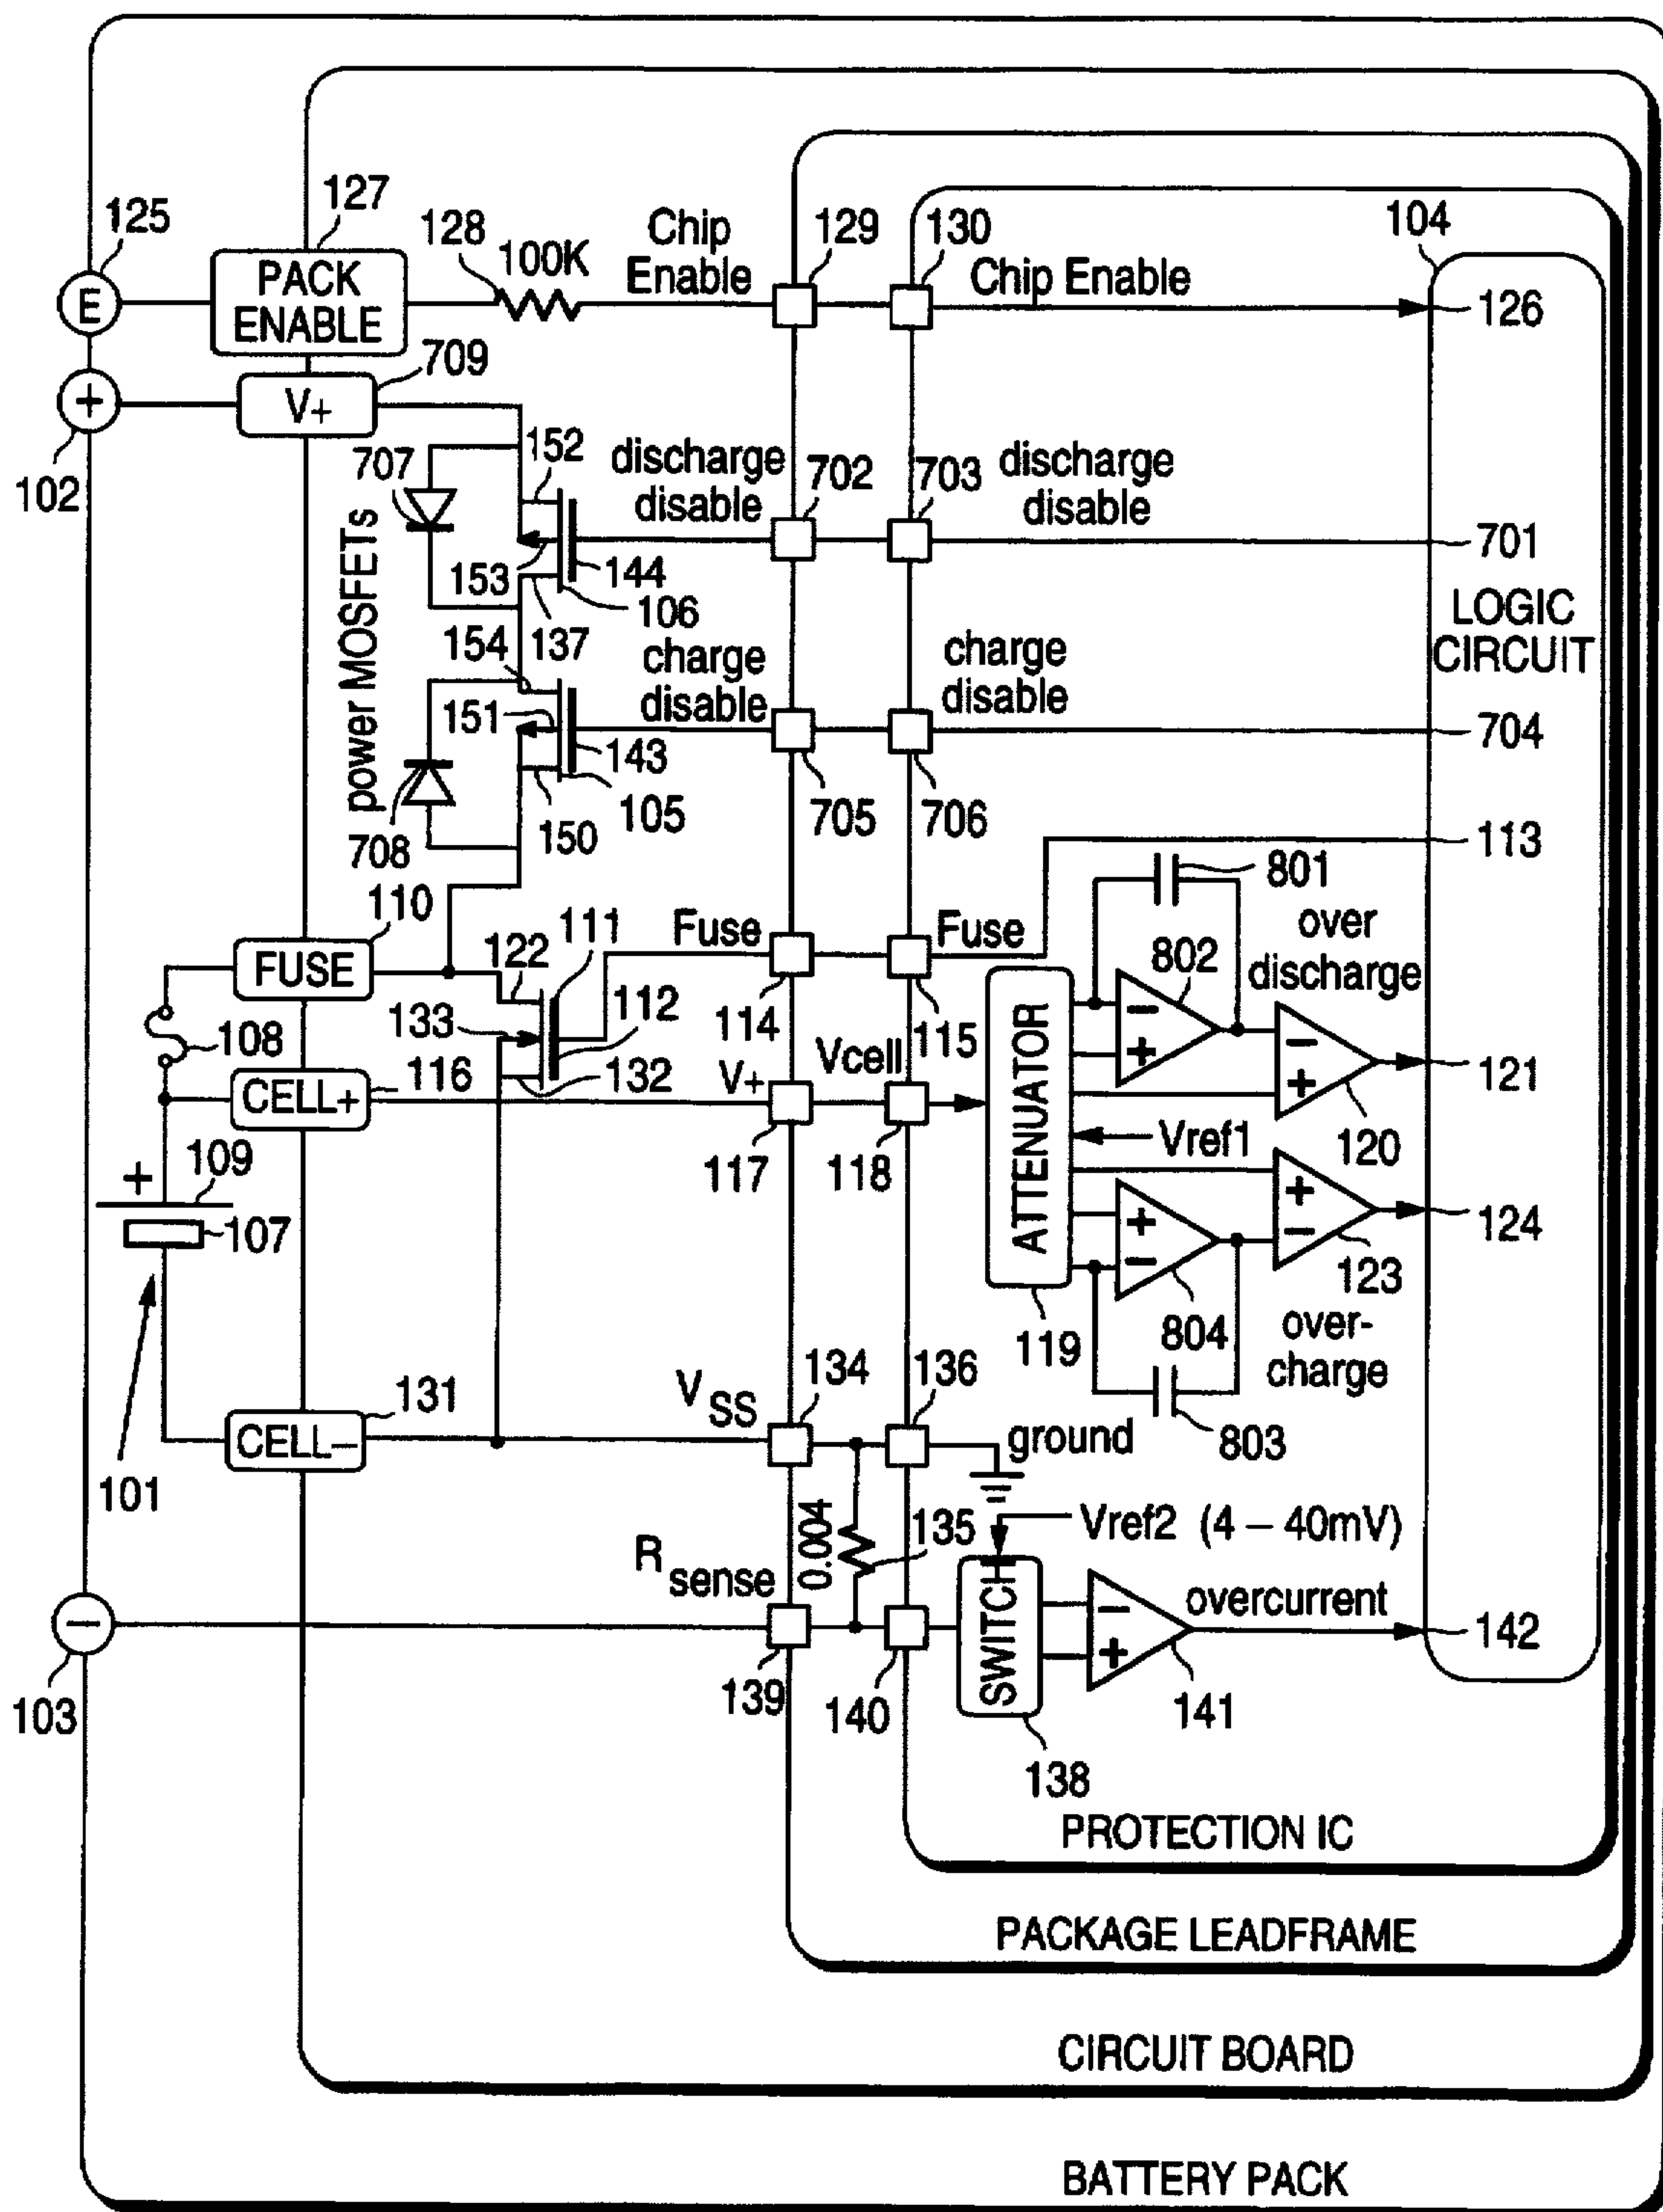 125
127
128
100K
Chip
Enable
129
130
104
E
PACK
ENABLE
Chip Enable
126
709
+
V+
102
707
152
discharge
disable
702
703
discharge
disable
701
power MOSFETs
153
144
106
LOGIC
CIRCUIT
154
137
charge
disable
charge
disable
151
143
704
708
150
105
705
706
113
801
110
over
discharge
FUSE
122
111
Fuse
Fuse
802
133
112
114
115
108
116
132
V+
Vcell
ATTENUATOR
−
+
−
+
121
CELL+
117
118
Vref1
120
+
109
107
+
−
+
−
124
123
119
804
over-
charge
131
VSS
134
136
CELL−
ground
803
101
0.004
135
Vref2 (4 – 40mV)
Rsense
SWITCH
−
+
overcurrent
142
−
103
139
140
141
138
PROTECTION IC
PACKAGE LEADFRAME
CIRCUIT BOARD
BATTERY PACK